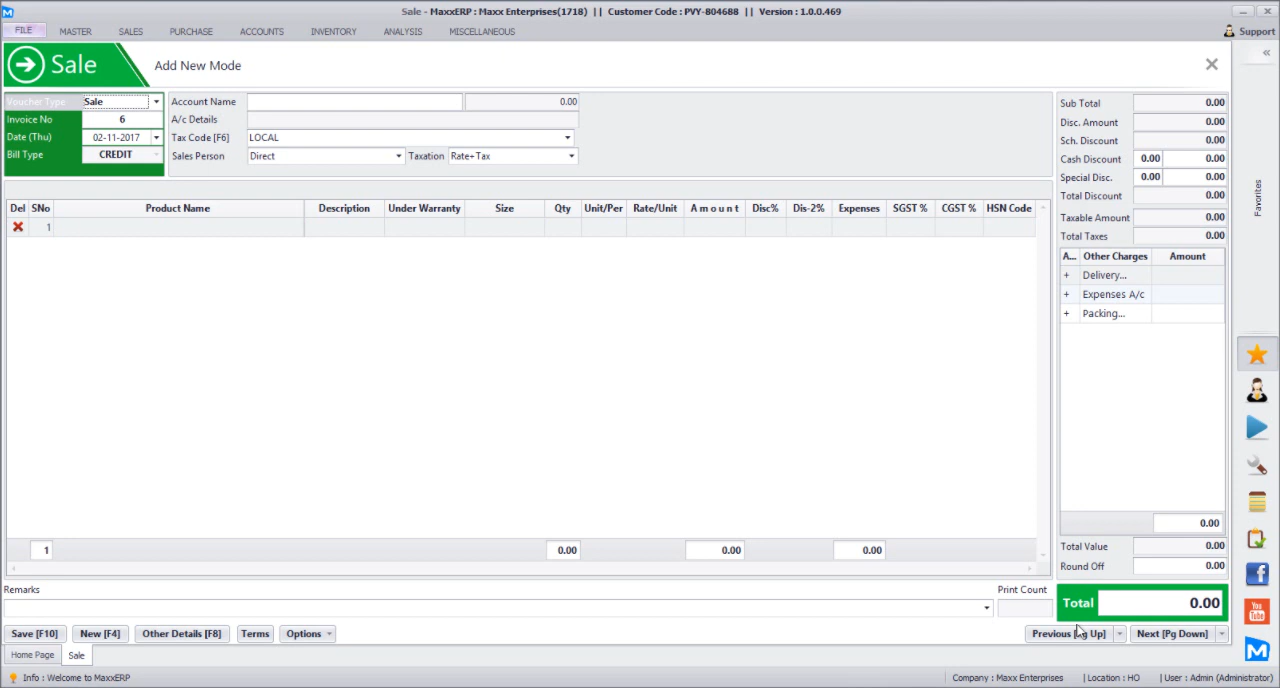 Sale - MaxxERP : Maxx Enterprises(1718) || Customer Code : PVY-804688 || Version : 1.0.0.469
FILE MASTER SALES PURCHASE ACCOUNTS INVENTORY ANALYSIS MISCELLANEOUS Support
Sale Add New Mode
Voucher Type Sale
Invoice No 6
Date (Thu) 02-11-2017
Bill Type CREDIT
Account Name 0.00
A/c Details
Tax Code [F6] LOCAL
Sales Person Direct Taxation Rate+Tax
Del SNo Product Name Description Under Warranty Size Qty Unit/Per Rate/Unit Amount Disc% Dis-2% Expenses SGST % CGST % HSN Code
1
1 0.00 0.00 0.00
Sub Total 0.00
Disc. Amount 0.00
Sch. Discount 0.00
Cash Discount 0.00 0.00
Special Disc. 0.00 0.00
Total Discount 0.00
Taxable Amount 0.00
Total Taxes 0.00
A... Other Charges Amount
+ Delivery...
+ Expenses A/c
+ Packing...
0.00
Total Value 0.00
Round Off 0.00
Total 0.00
Favorites
You Tube
Remarks Print Count
Save [F10] New [F4] Other Details [F8] Terms Options Previous [Pg Up] Next [Pg Down]
Home Page Sale
Info : Welcome to MaxxERP Company : Maxx Enterprises | Location : HO | User : Admin (Administrator)